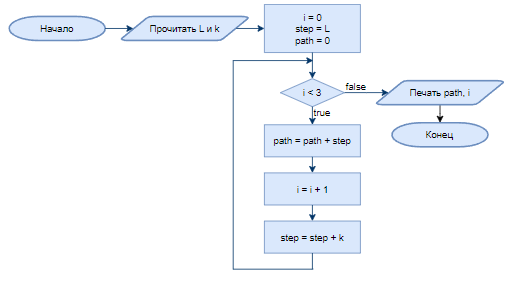 Начало
Прочитать L и k
i = 0
step = L
path = 0
i < 3
false
Печать path, i
true
Конец
path = path + step
i = i + 1
step = step + k